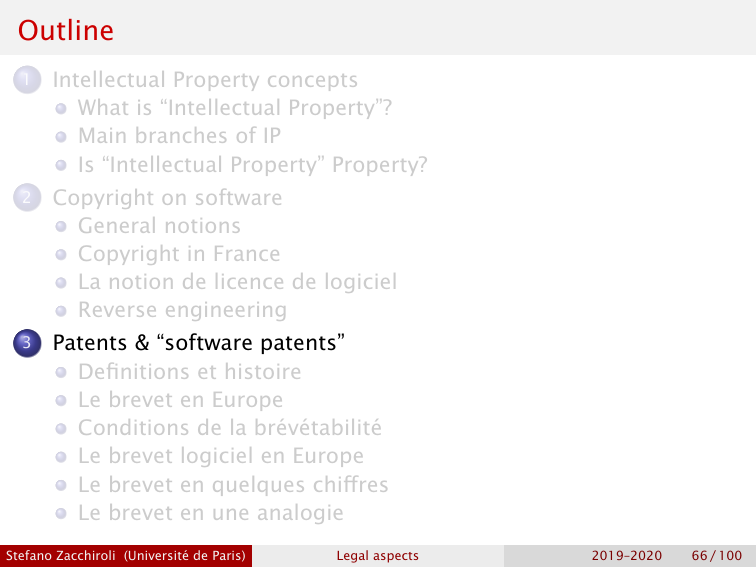 Outline
1 Intellectual Property concepts
What is “Intellectual Property”?
Main branches of IP
Is “Intellectual Property” Property?
2 Copyright on software
General notions
Copyright in France
La notion de licence de logiciel
Reverse engineering
3 Patents & “software patents”
Definitions et histoire
Le brevet en Europe
Conditions de la brévétabilité
Le brevet logiciel en Europe
Le brevet en quelques chiffres
Le brevet en une analogie
Stefano Zacchiroli (Université de Paris) Legal aspects 2019–2020 66 / 100